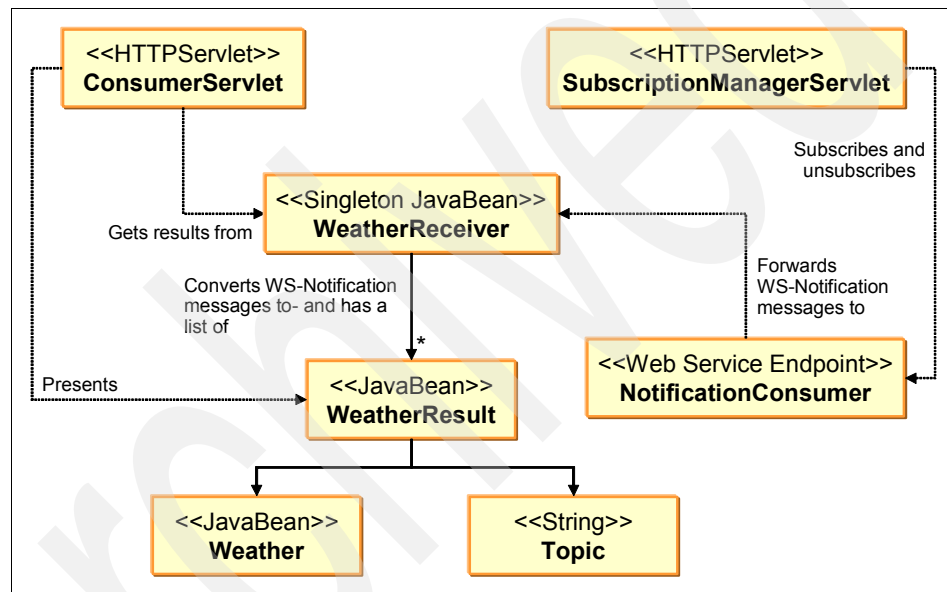 <<HTTPServlet>>
ConsumerServlet
<<HTTPServlet>>
SubscriptionManagerServlet
Subscribes and
unsubscribes
<<Singleton JavaBean>>
WeatherReceiver
Gets results from
Converts WS-Notification
messages to- and has a
list of
*
Forwards
WS-Notification
messages to
<<Web Service Endpoint>>
NotificationConsumer
<<JavaBean>>
WeatherResult
Presents
<<JavaBean>>
Weather
<<String>>
Topic